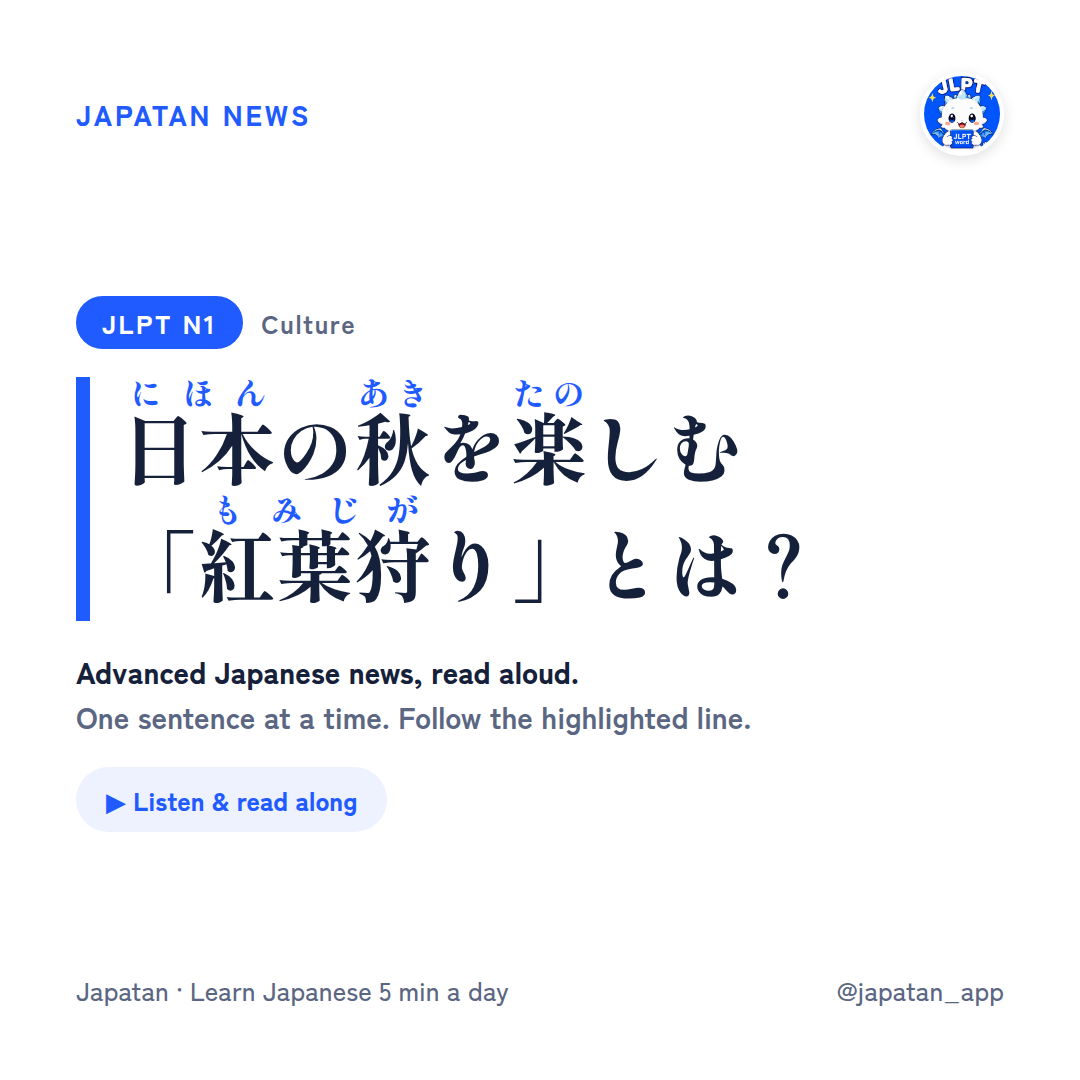 JAPATAN NEWS
JLPT
JLPT
word
JLPT N1
Culture
にほん あき たの
日本の秋を楽しむ
もみじが
「紅葉狩り」とは？
Advanced Japanese news, read aloud.
One sentence at a time. Follow the highlighted line.
▶ Listen & read along
Japatan · Learn Japanese 5 min a day
@japatan_app